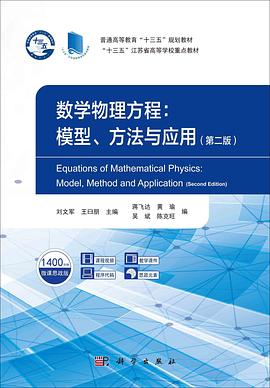 普通高等教育“十三五”规划教材
“十三五”江苏省高等学校重点教材
数学物理方程：
模型、方法与应用（第二版）
Equations of Mathematical Physics:
Model, Method and Application (Second Edition)
刘文军 王曰朋 主编
蒋飞达 黄 瑜
吴 斌 陈克旺 编
1400分钟
微课思政版
课程视频
教学课件
程序代码
思政元素
科学出版社